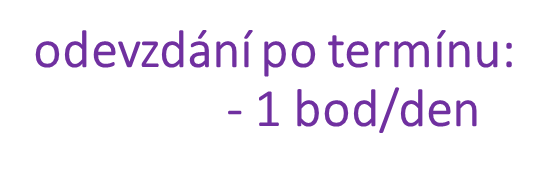 odevzdání po termínu:
- 1 bod/den